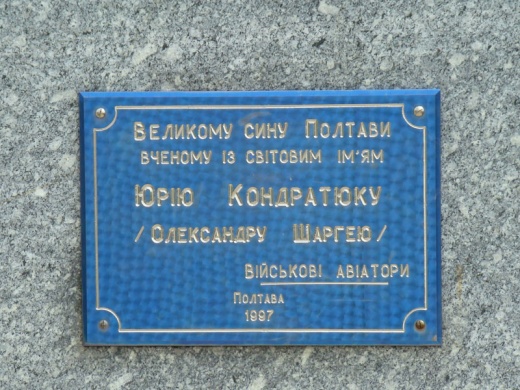 Великому сину Полтави
вченому із світовим ім'ям
Юрію Кондратюку
/Олександру Шаргею/
Військові авіатори
Полтава
1997